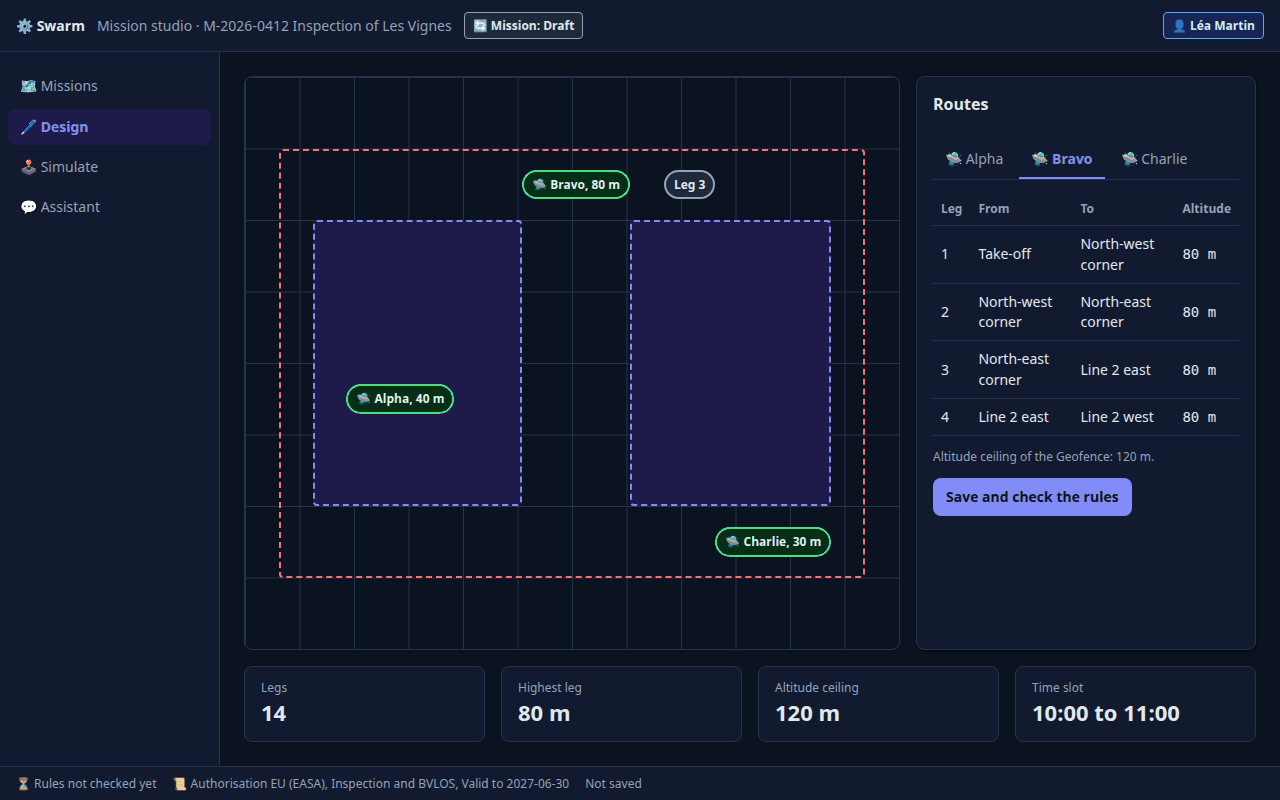 ⚙️ Swarm Mission studio · M-2026-0412 Inspection of Les Vignes 🔄 Mission: Draft 👤 Léa Martin
🗺️ Missions
🖊️ Design
🕹️ Simulate
💬 Assistant
🛸 Bravo, 80 m
Leg 3
🛸 Alpha, 40 m
🛸 Charlie, 30 m
Routes
🛸 Alpha 🛸 Bravo 🛸 Charlie
Leg From To Altitude
1 Take-off North-west corner 80 m
2 North-west corner North-east corner 80 m
3 North-east corner Line 2 east 80 m
4 Line 2 east Line 2 west 80 m
Altitude ceiling of the Geofence: 120 m.
Save and check the rules
Legs
14
Highest leg
80 m
Altitude ceiling
120 m
Time slot
10:00 to 11:00
⏳ Rules not checked yet 📜 Authorisation EU (EASA), Inspection and BVLOS, Valid to 2027-06-30 Not saved